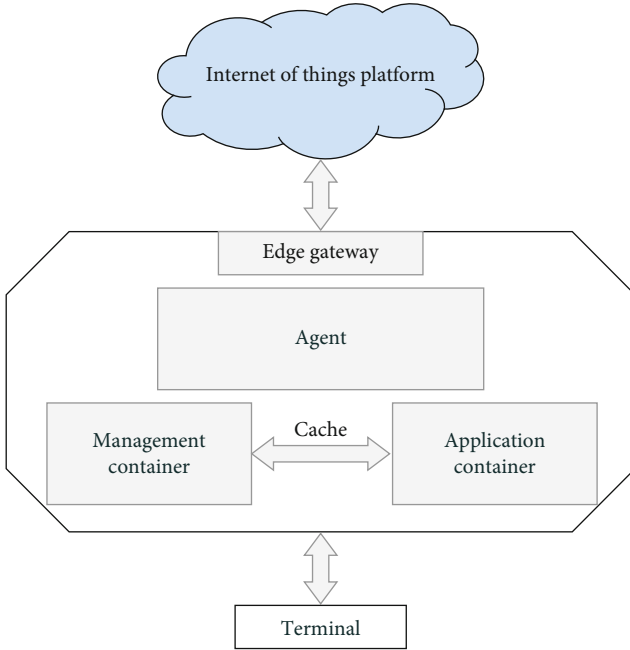 Internet of things platform
Edge gateway
Agent
Management
container
Cache
Application
container
Terminal